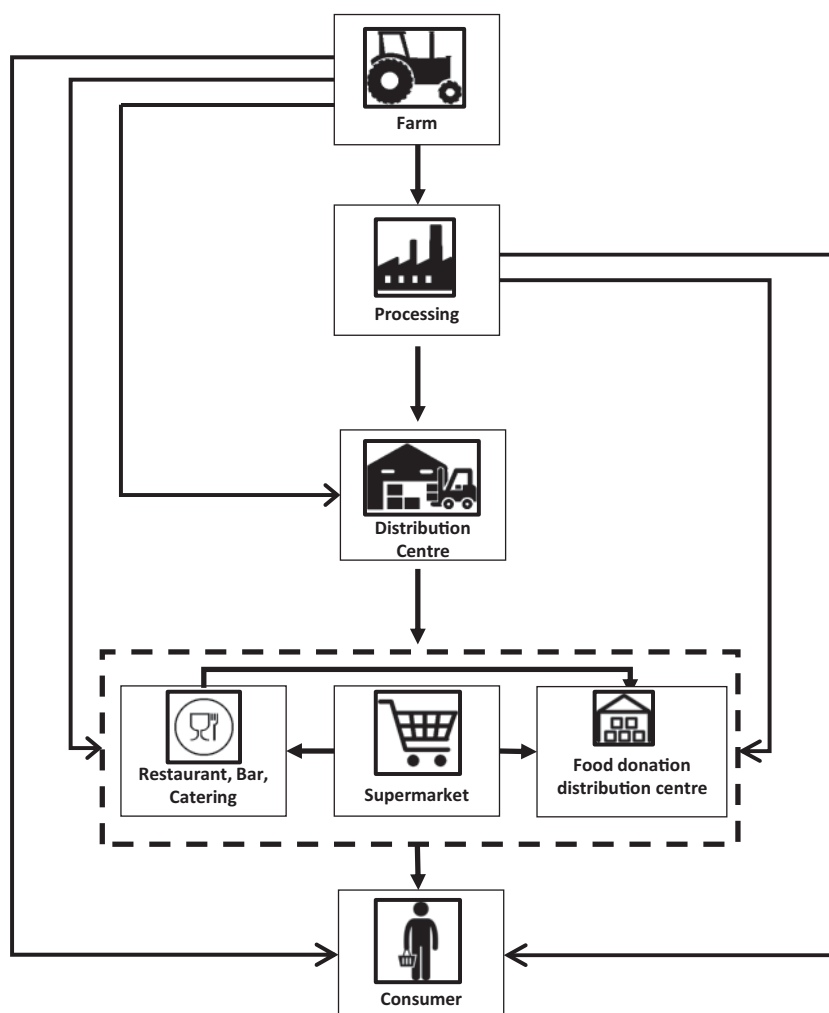 Farm
Processing
Distribution
Centre
Restaurant, Bar,
Catering
Supermarket
Food donation
distribution centre
Consumer